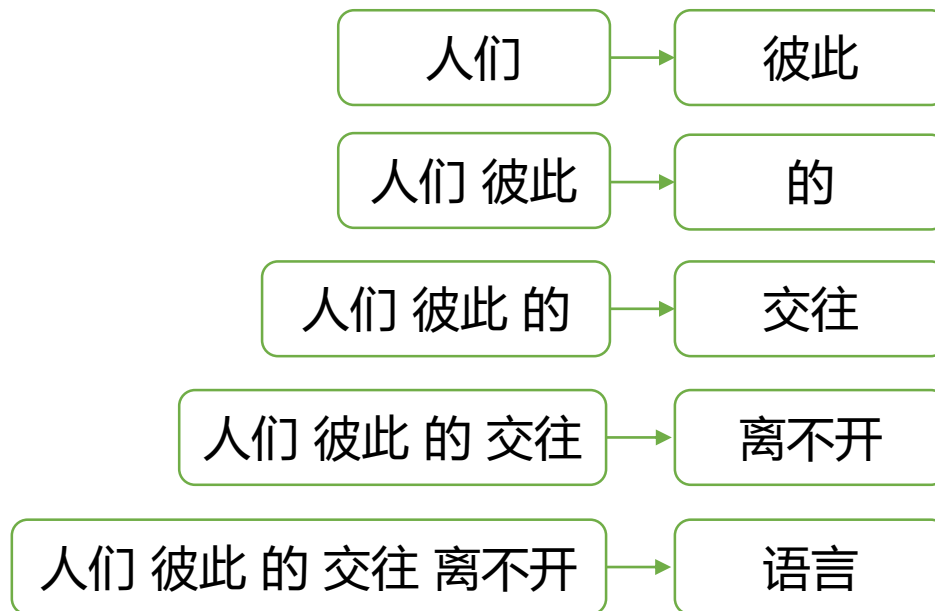 人们 彼此
人们 彼此 的
人们 彼此 的 交往
人们 彼此 的 交往 离不开
人们 彼此 的 交往 离不开 语言